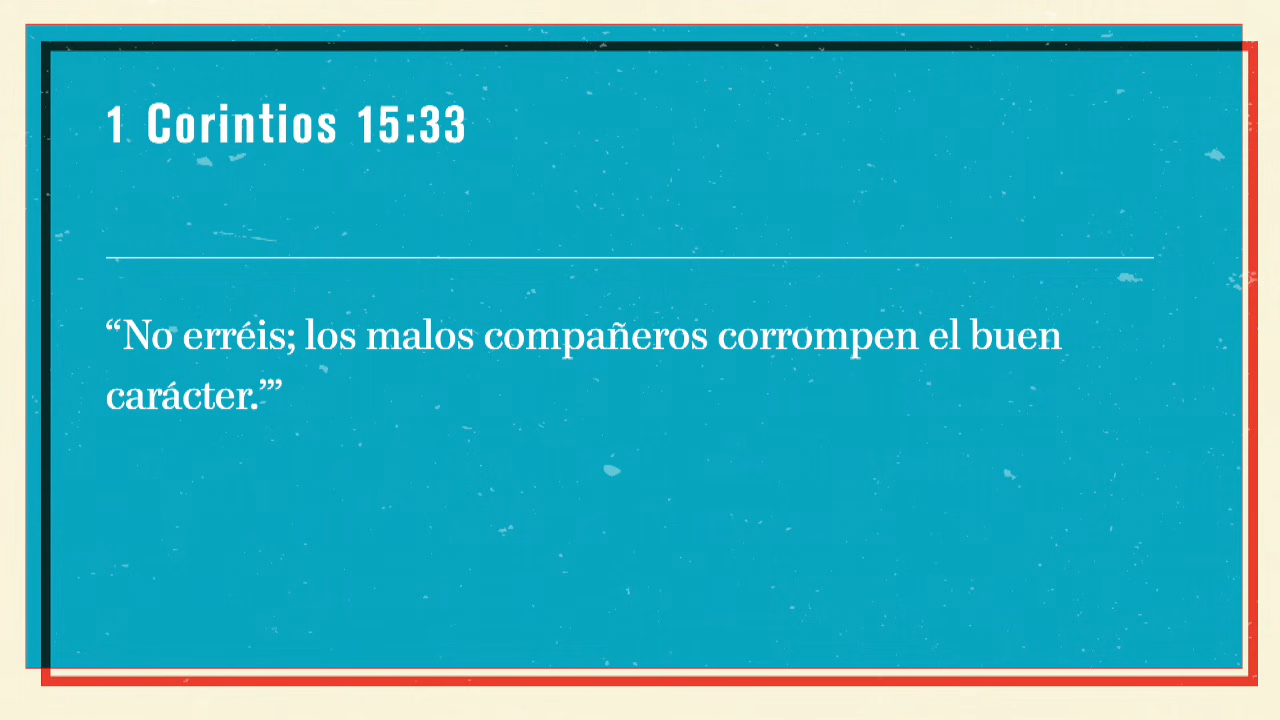 1 Corintios 15:33
“No erréis; los malos compañeros corrompen el buen
carácter.’”